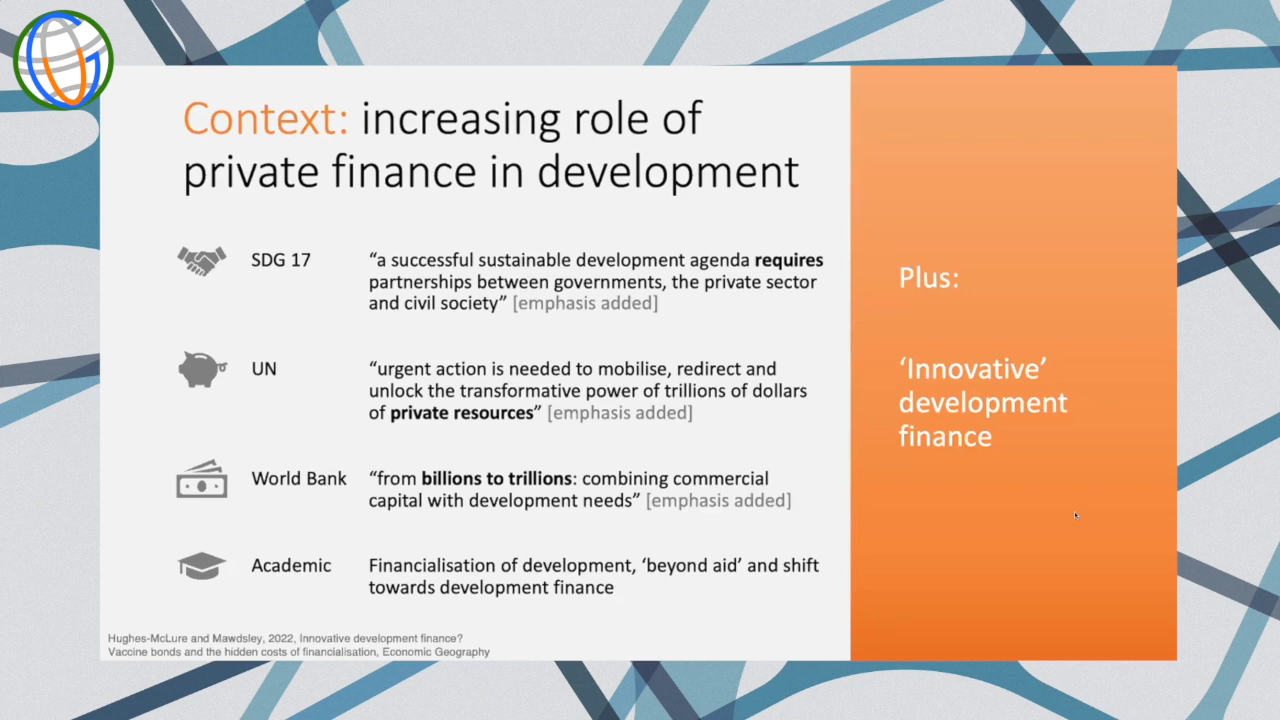 Context: increasing role of
private finance in development
SDG 17
“a successful sustainable development agenda requires
partnerships between governments, the private sector
and civil society” [emphasis added]
UN
“urgent action is needed to mobilise, redirect and
unlock the transformative power of trillions of dollars
of private resources” [emphasis added]
World Bank
“from billions to trillions: combining commercial
capital with development needs” [emphasis added]
Academic
Financialisation of development, ‘beyond aid’ and shift
towards development finance
Plus:
‘Innovative’
development
finance
Hughes-McLure and Mawdsley, 2022, Innovative development finance?
Vaccine bonds and the hidden costs of financialisation, Economic Geography